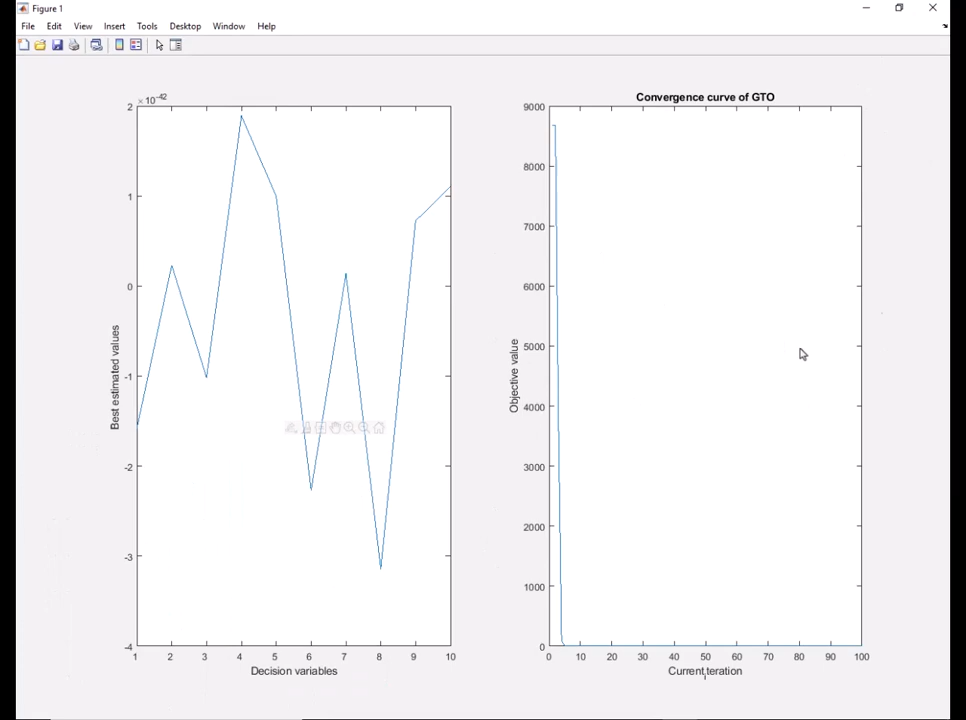 Figure 1
File Edit View Insert Tools Desktop Window Help
×10-42
2
1
0
-1
-2
-3
-4
1 2 3 4 5 6 7 8 9 10
Best estimated values
Decision variables
Convergence curve of GTO
9000
8000
7000
6000
5000
4000
3000
2000
1000
0
0 10 20 30 40 50 60 70 80 90 100
Objective value
Current iteration